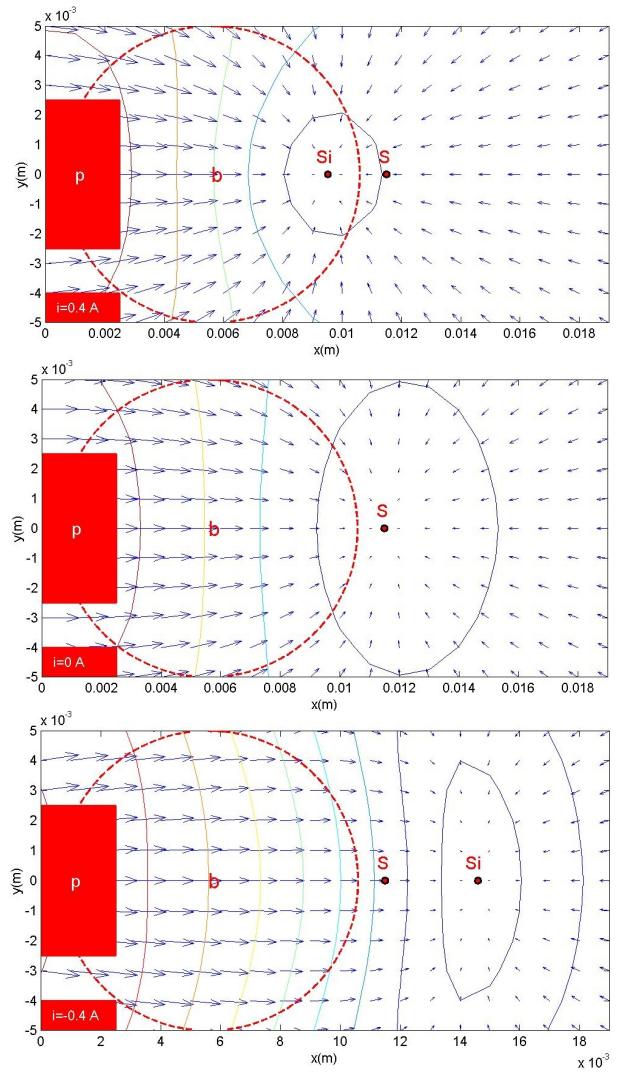 x 10⁻³
5
4
3
2
1
0
-1
-2
-3
-4
-5
y(m)
p
b
Si
S
i=0.4 A
0 0.002 0.004 0.006 0.008 0.01 0.012 0.014 0.016 0.018
x(m)
x 10⁻³
5
4
3
2
1
0
-1
-2
-3
-4
-5
y(m)
p
b
S
i=0 A
0 0.002 0.004 0.006 0.008 0.01 0.012 0.014 0.016 0.018
x(m)
x 10⁻³
5
4
3
2
1
0
-1
-2
-3
-4
-5
y(m)
p
b
S
Si
i=-0.4 A
0 2 4 6 8 10 12 14 16 18
x(m)
x 10⁻³